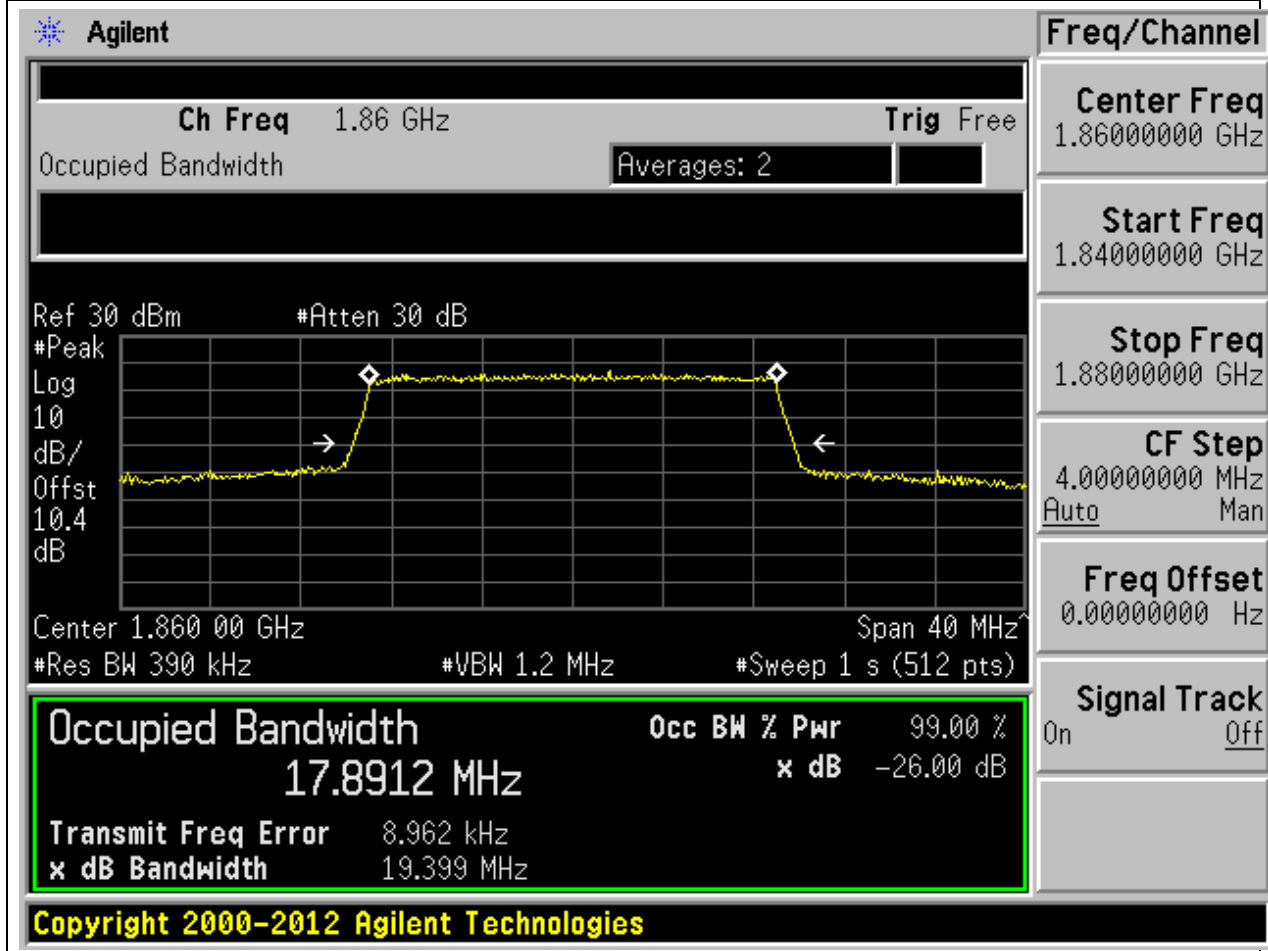 Agilent
Freq/Channel
Ch Freq 1.86 GHz Trig Free
Occupied Bandwidth Averages: 2
Ref 30 dBm #Atten 30 dB
#Peak
Log
10
dB/
Offst
10.4
dB
Center 1.860 00 GHz Span 40 MHz^
#Res BW 390 kHz #VBW 1.2 MHz #Sweep 1 s (512 pts)
Occupied Bandwidth
17.8912 MHz
Occ BW % Pwr 99.00 %
x dB -26.00 dB
Transmit Freq Error 8.962 kHz
x dB Bandwidth 19.399 MHz
Center Freq
1.86000000 GHz
Start Freq
1.84000000 GHz
Stop Freq
1.88000000 GHz
CF Step
4.00000000 MHz
Auto Man
Freq Offset
0.00000000 Hz
Signal Track
On Off
Copyright 2000-2012 Agilent Technologies